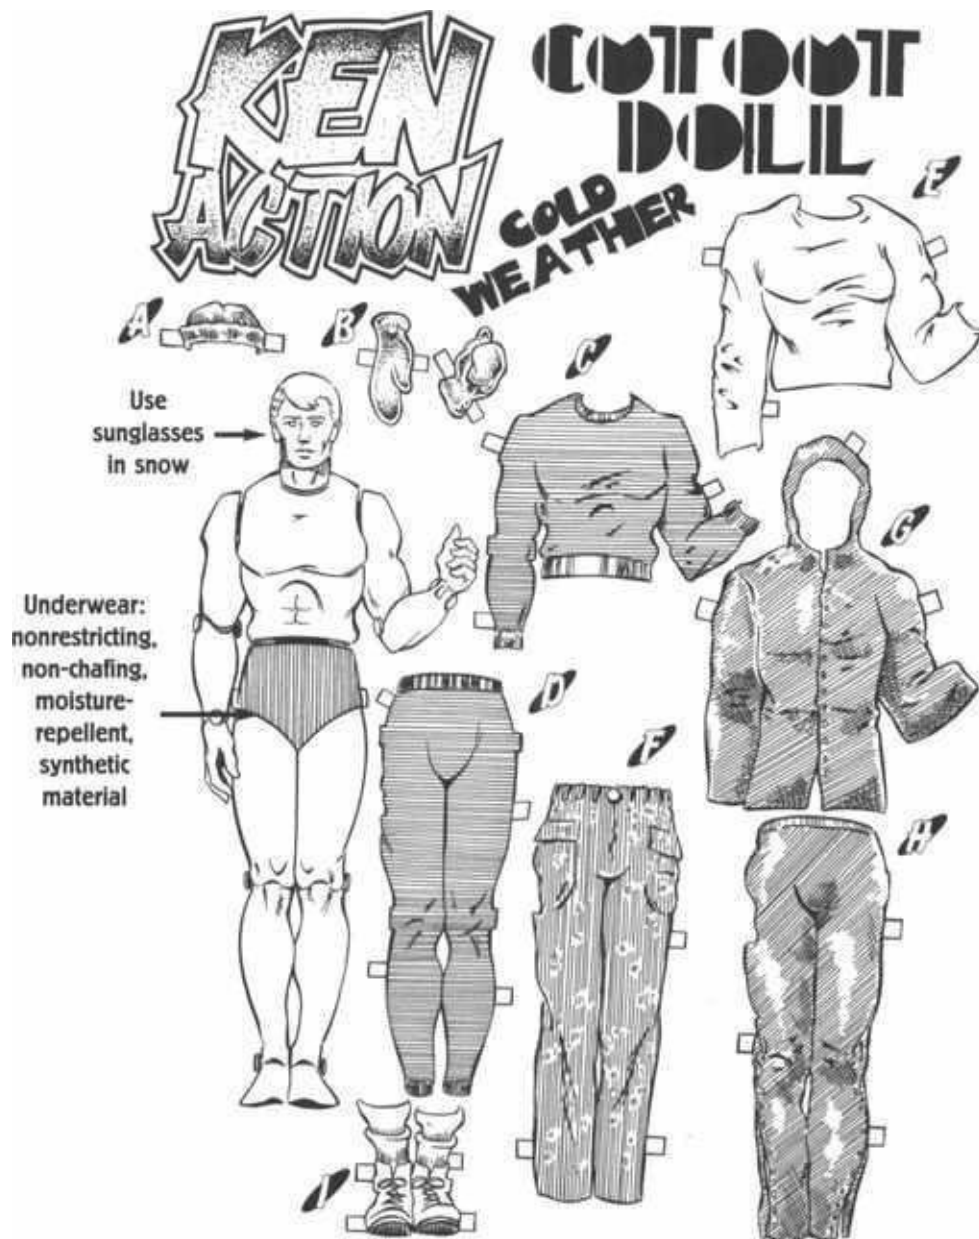 KEN
ACTION
CUT OUT
DOLL
COLD
WEATHER
A
B
C
E
Use
sunglasses
in snow
G
Underwear:
nonrestricting,
non-chafing,
moisture-
repellent,
synthetic
material
D
F
H
I